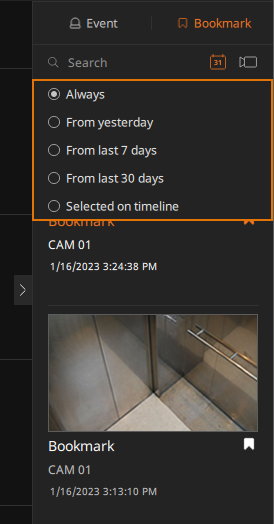 Event
Bookmark
Search
31
Always
From yesterday
From last 7 days
From last 30 days
Selected on timeline
Bookmark
CAM 01
1/16/2023 3:24:38 PM
Bookmark
CAM 01
1/16/2023 3:13:10 PM